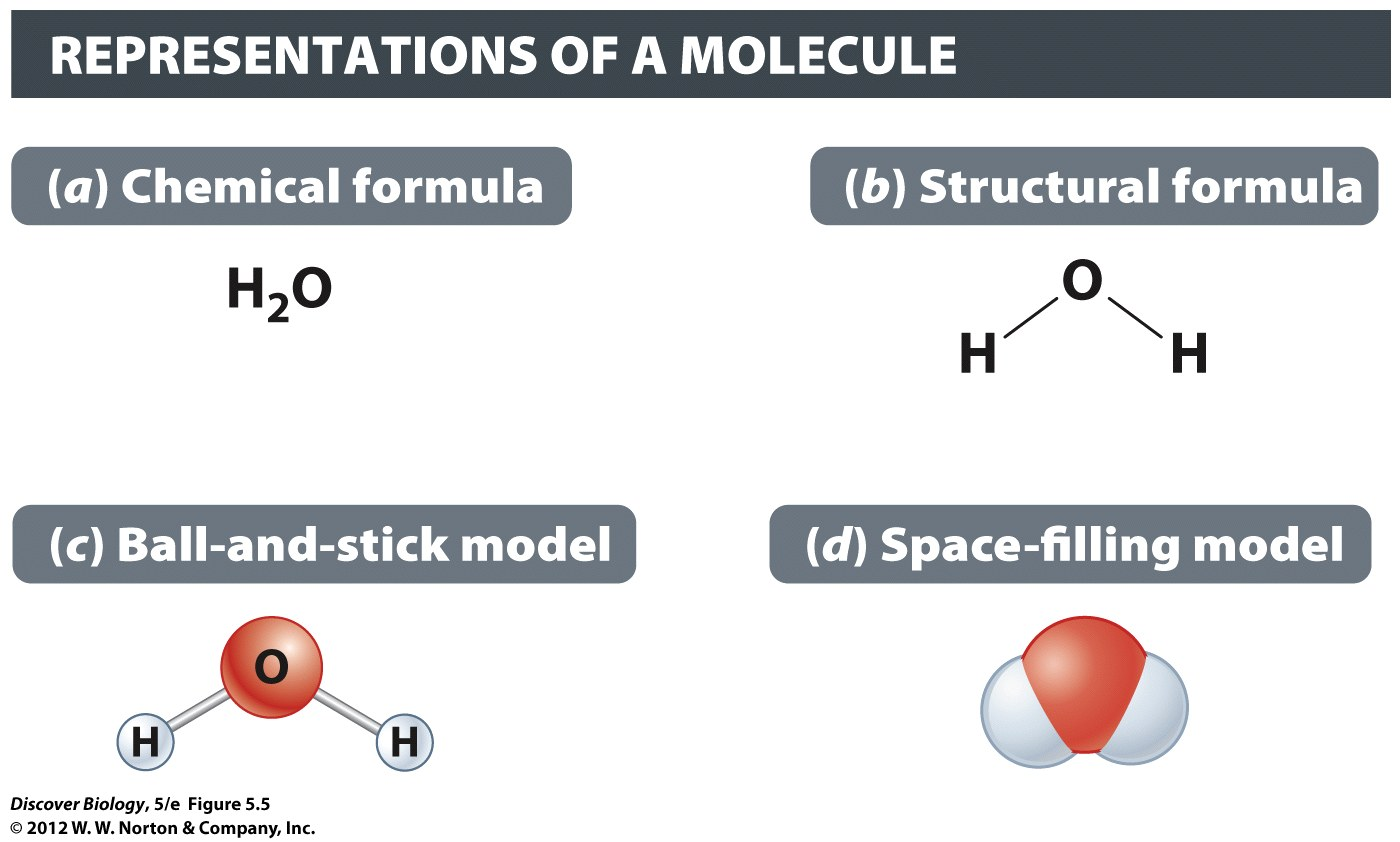 REPRESENTATIONS OF A MOLECULE
(a) Chemical formula
H₂O
(b) Structural formula
O
H H
(c) Ball-and-stick model
O
H H
(d) Space-filling model
Discover Biology, 5/e Figure 5.5
© 2012 W. W. Norton & Company, Inc.